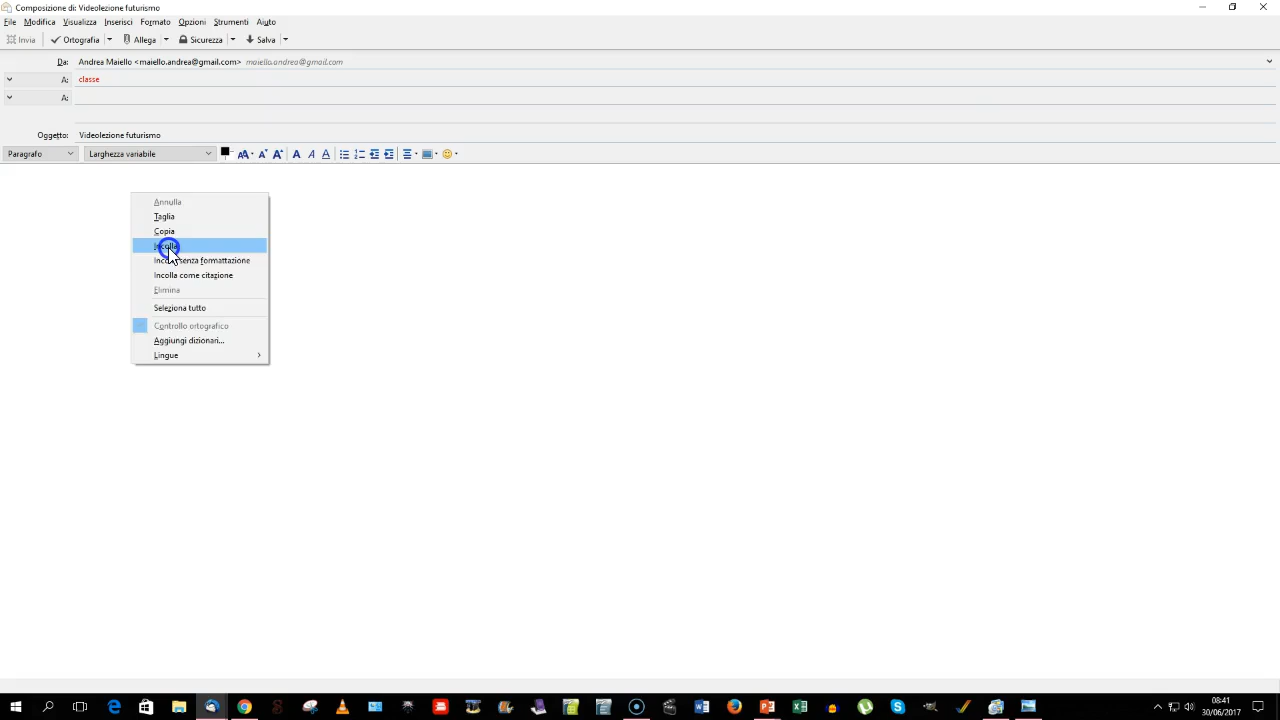 Composizione di: Videolezione futurismo
File Modifica Visualizza Inserisci Formato Opzioni Strumenti Aiuto
Invia Ortografia Allega Sicurezza Salva
Da: Andrea Maiello <maiello.andrea@gmail.com> maiello.andrea@gmail.com
A: classe
A:
Oggetto: Videolezione futurismo
Paragrafo Larghezza variabile
Annulla
Taglia
Copia
Incolla
Incolla senza formattazione
Incolla come citazione
Elimina
Seleziona tutto
Controllo ortografico
Aggiungi dizionari...
Lingue
08:41
30/06/2017